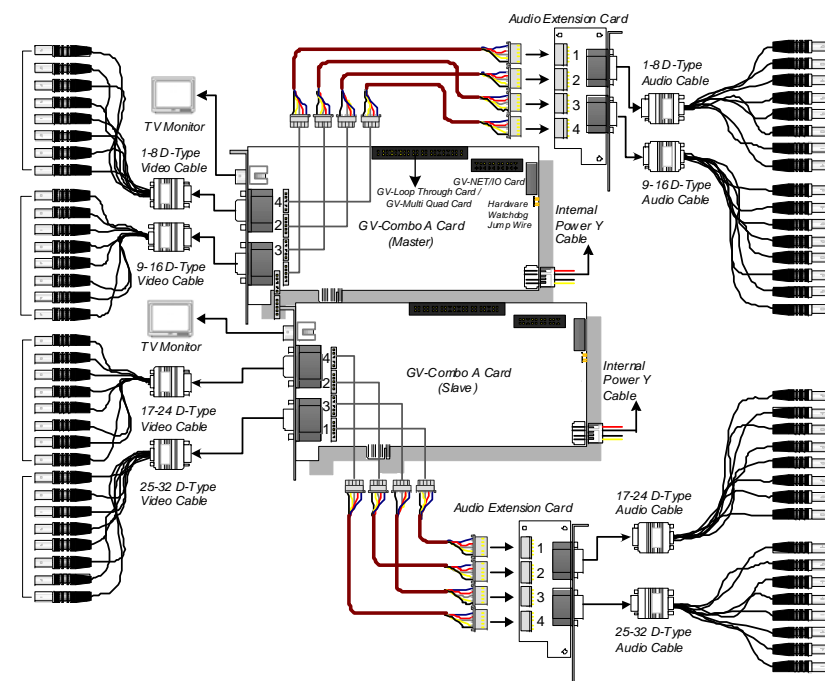 Audio Extension Card
1
2
3
4
1-8 D-Type
Audio Cable
9-16 D-Type
Audio Cable
TV Monitor
1-8 D-Type
Video Cable
9-16 D-Type
Video Cable
4
2
3
GV-Loop Through Card /
GV-Multi Quad Card
GV-NET/IO Card
GV-Combo A Card
(Master)
Hardware
Watchdog
Jump Wire
Internal
Power Y
Cable
TV Monitor
17-24 D-Type
Video Cable
25-32 D-Type
Video Cable
4
2
3
1
GV-Combo A Card
(Slave)
Internal
Power Y
Cable
Audio Extension Card
1
2
3
4
17-24 D-Type
Audio Cable
25-32 D-Type
Audio Cable